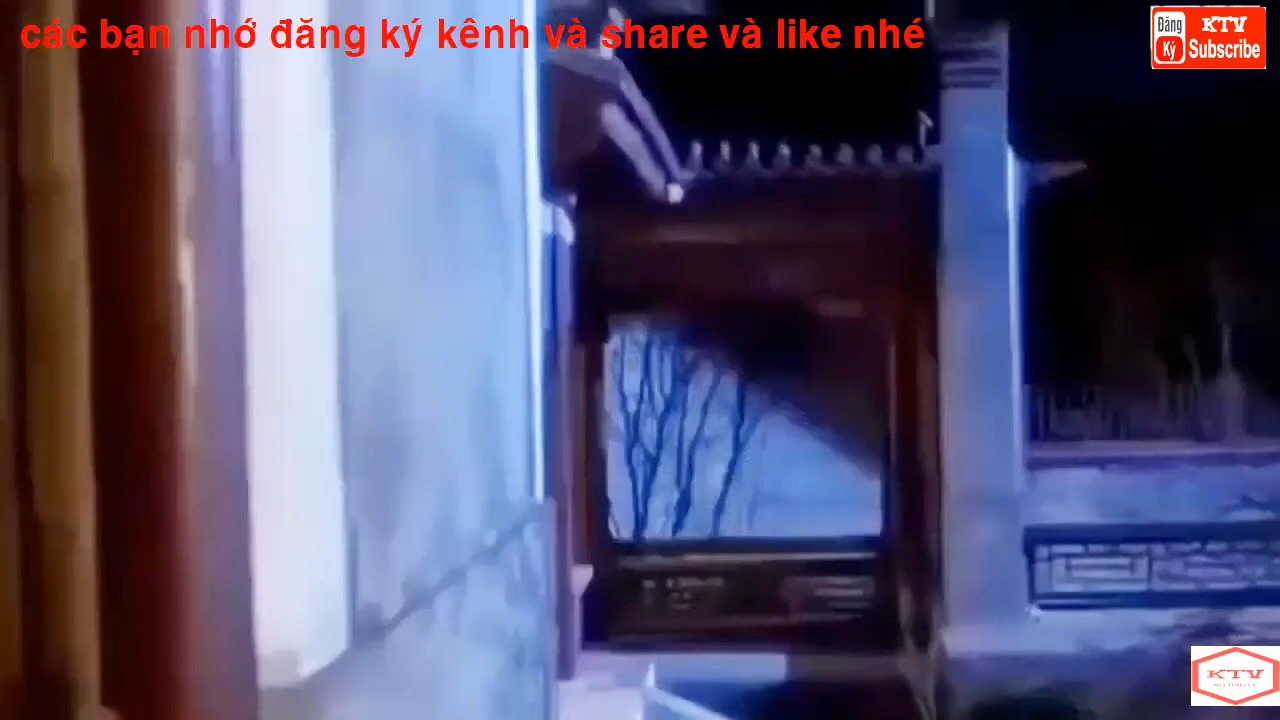 các bạn nhớ đăng ký kênh và share và like nhé
Đăng Ký
KTV
Subscribe
KTV